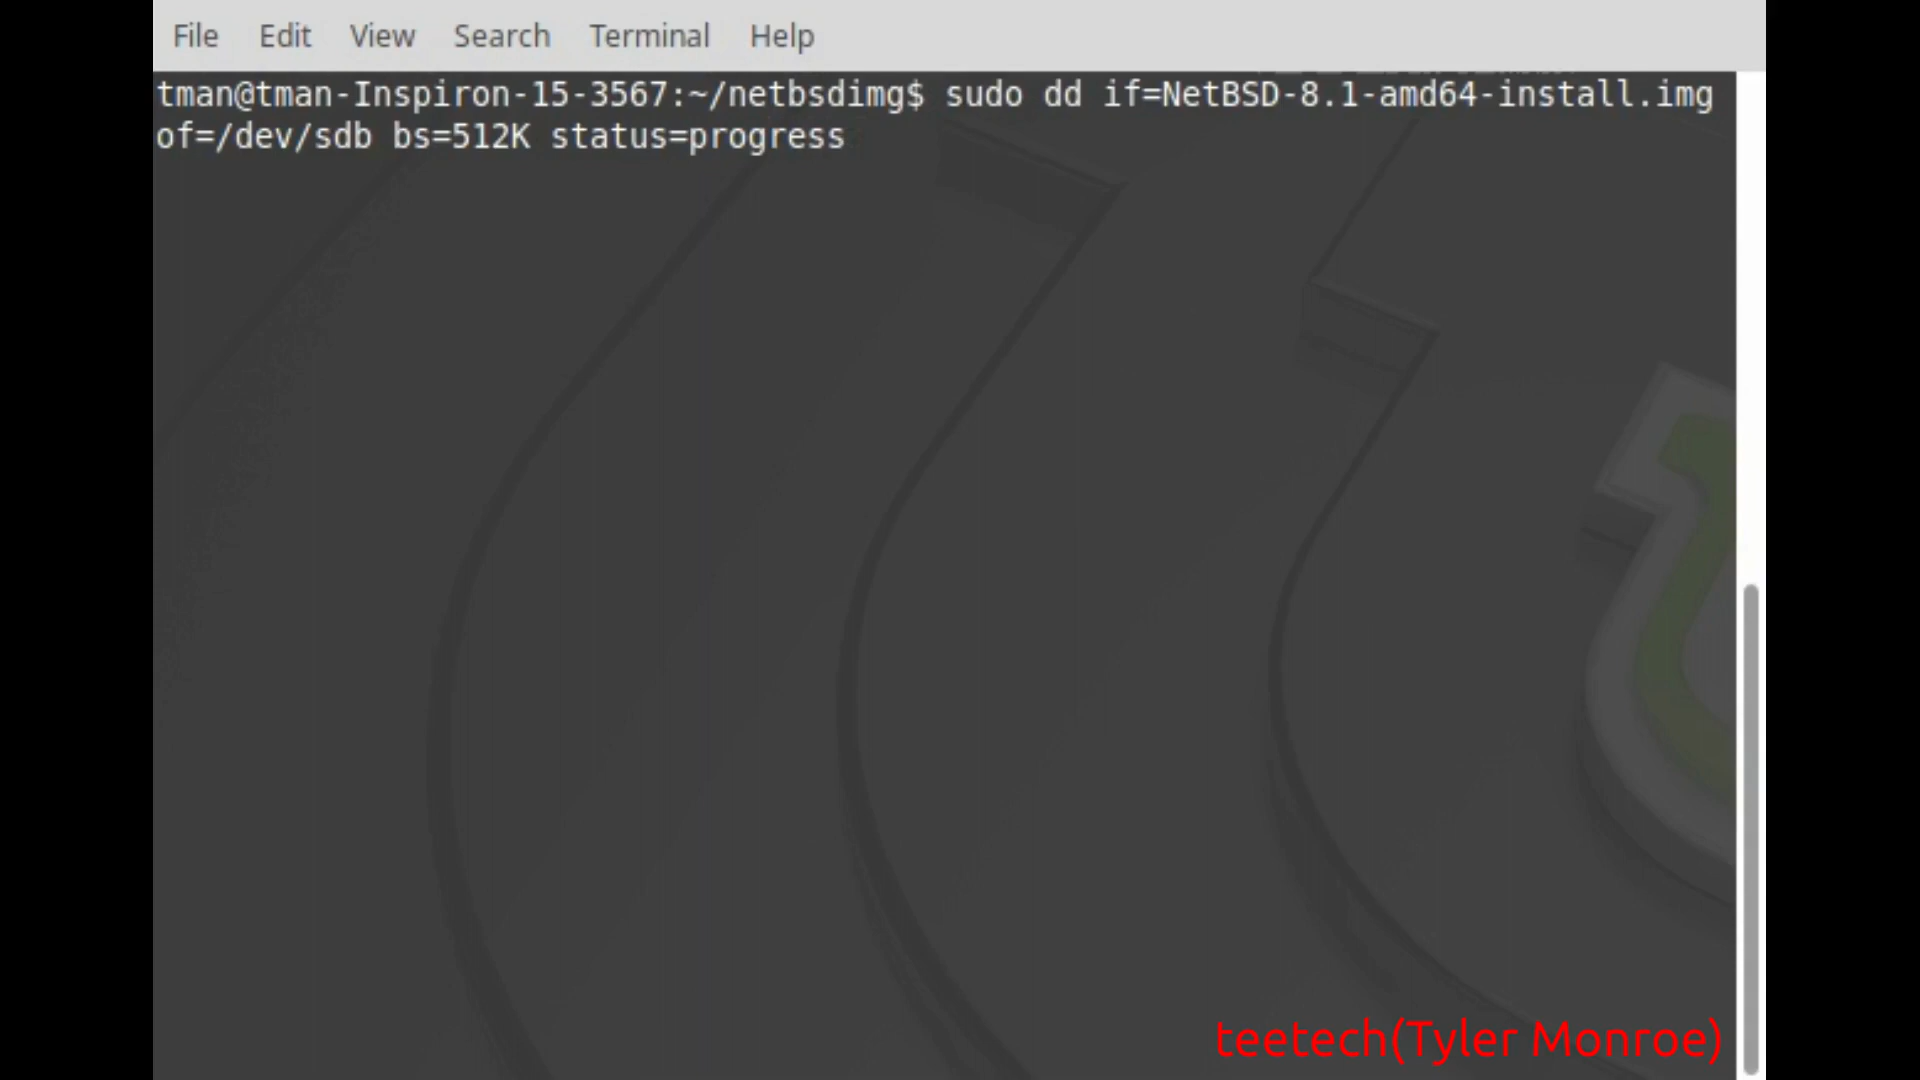 File Edit View Search Terminal Help
tman@tman-Inspiron-15-3567:~/netbsdimg$ sudo dd if=NetBSD-8.1-amd64-install.img
of=/dev/sdb bs=512K status=progress
teetech(Tyler Monroe)